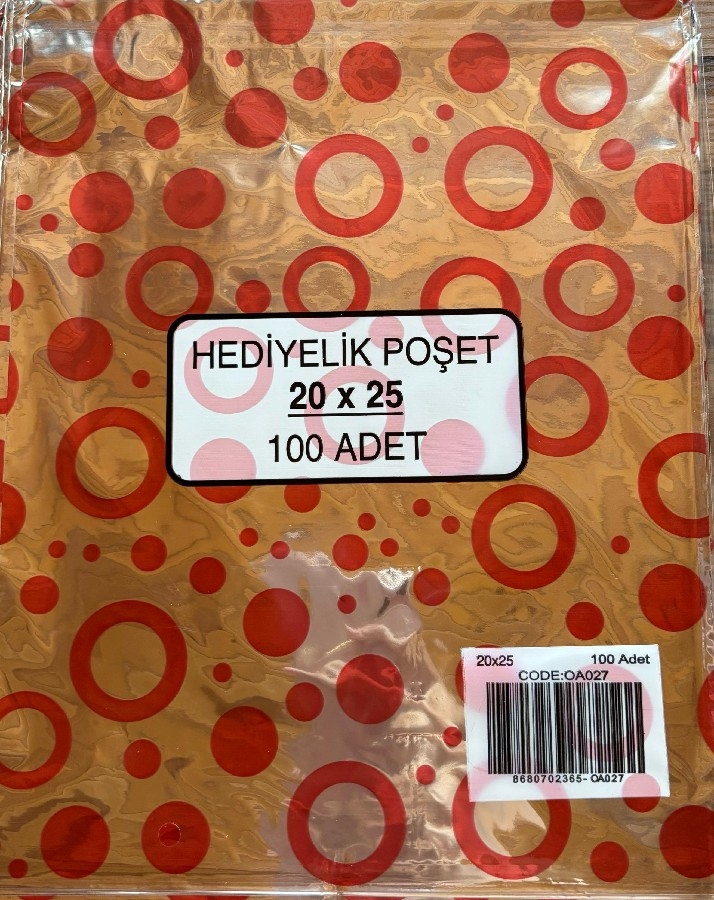 HEDİYELİK POŞET
20 x 25
100 ADET
20x25 100 Adet
CODE:OA027
8680702365- OA027